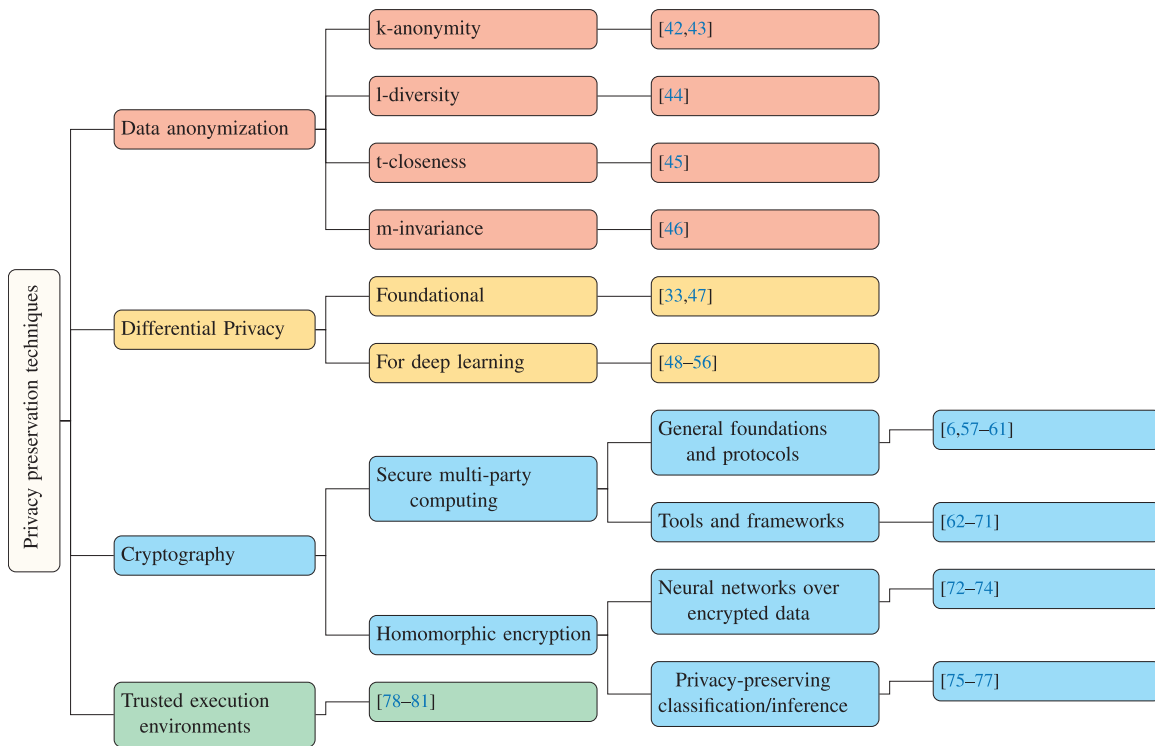 Privacy preservation techniques
Data anonymization
k-anonymity
[42,43]
l-diversity
[44]
t-closeness
[45]
m-invariance
[46]
Differential Privacy
Foundational
[33,47]
For deep learning
[48–56]
Cryptography
Secure multi-party
computing
General foundations
and protocols
[6,57–61]
Tools and frameworks
[62–71]
Homomorphic encryption
Neural networks over
encrypted data
[72–74]
Privacy-preserving
classification/inference
[75–77]
Trusted execution
environments
[78–81]